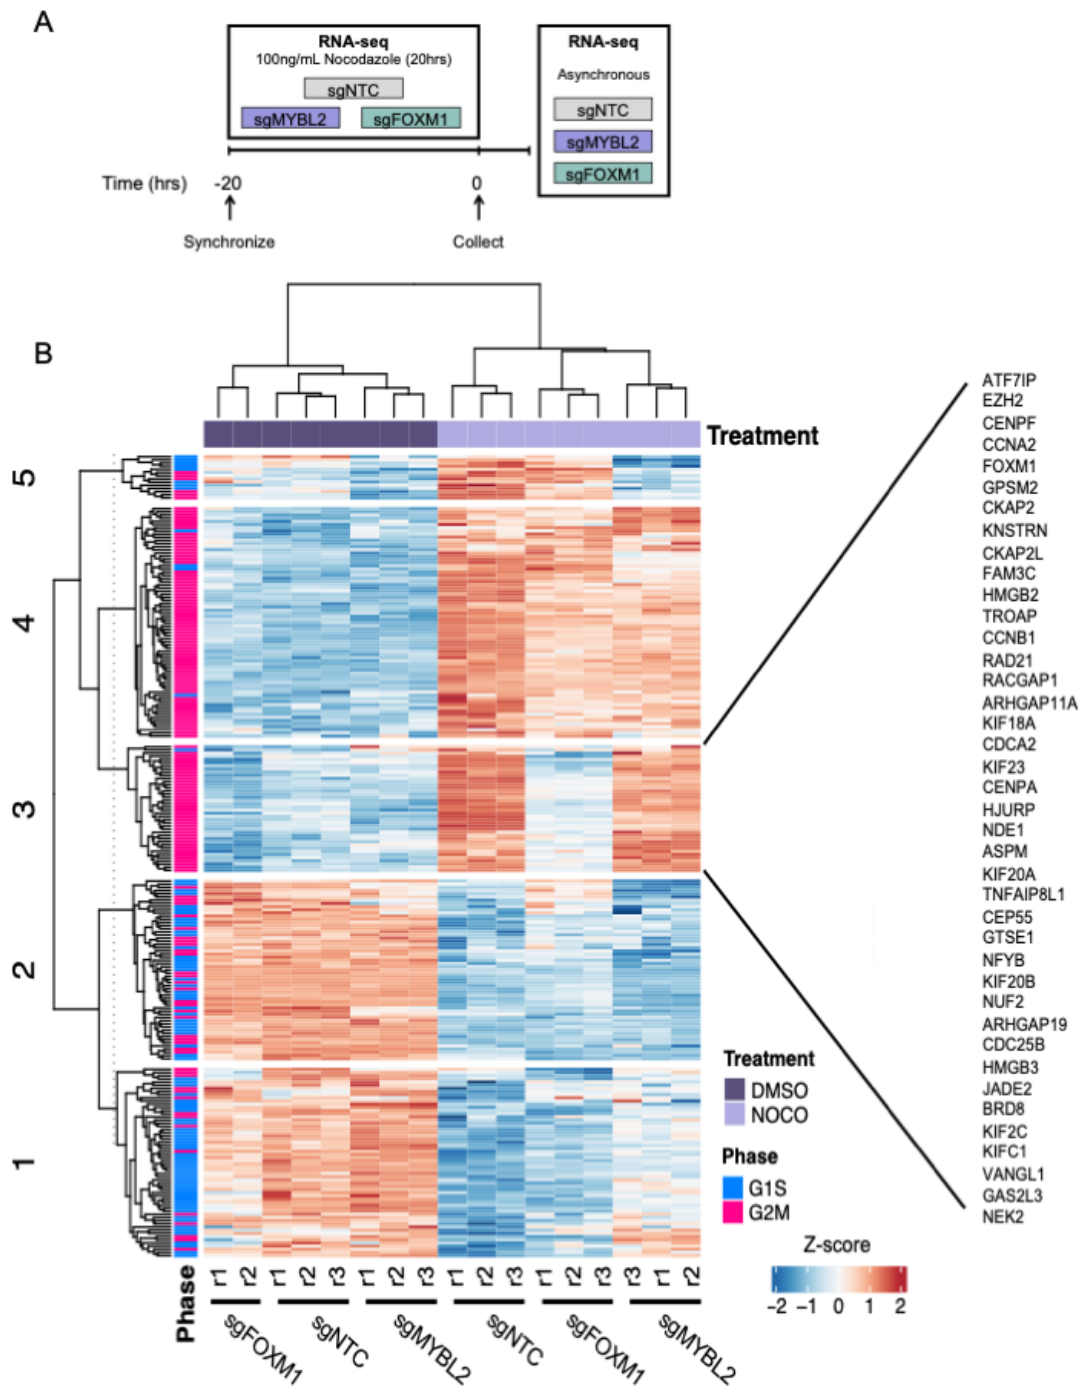 A
RNA-seq
100ng/mL Nocodazole (20hrs)
sgNTC
sgMYBL2 sgFOXM1
RNA-seq
Asynchronous
sgNTC
sgMYBL2
sgFOXM1
Time (hrs) -20 0
Synchronize Collect
B
Treatment
5
4
3
2
1
ATF7IP
EZH2
CENPF
CCNA2
FOXM1
GPSM2
CKAP2
KNSTRN
CKAP2L
FAM3C
HMGB2
TROAP
CCNB1
RAD21
RACGAP1
ARHGAP11A
KIF18A
CDCA2
KIF23
CENPA
HJURP
NDE1
ASPM
KIF20A
TNFAIP8L1
CEP55
GTSE1
NFYB
KIF20B
NUF2
ARHGAP19
CDC25B
HMGB3
JADE2
BRD8
KIF2C
KIFC1
VANGL1
GAS2L3
NEK2
Treatment
DMSO
NOCO
Phase
G1S
G2M
Z-score
-2 -1 0 1 2
Phase r1 r2 r1 r2 r3 r1 r2 r3 r1 r2 r3 r1 r2 r3 r3 r1 r2
sgFOXM1 sgNTC sgMYBL2 sgNTC sgFOXM1 sgMYBL2